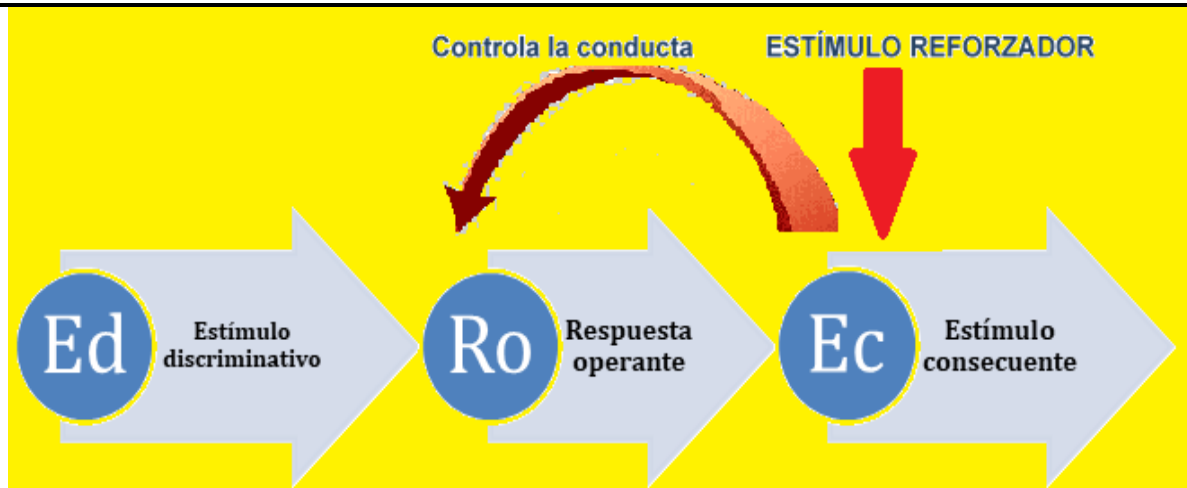 Controla la conducta
ESTÍMULO REFORZADOR
Ed
Estímulo
discriminativo
Ro
Respuesta
operante
Ec
Estímulo
consecuente